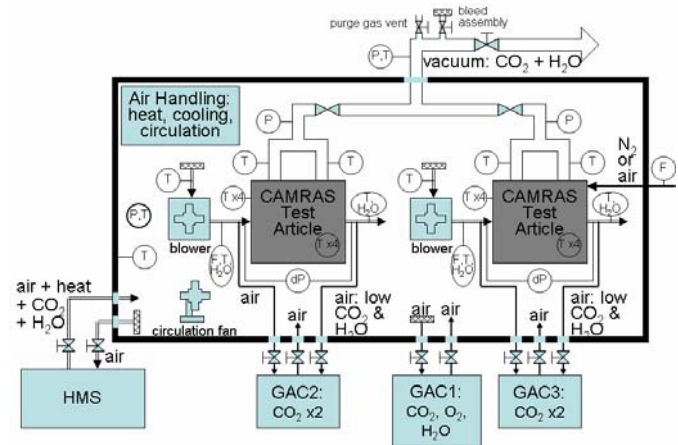 purge gas vent
bleed
assembly
P,T
vacuum: CO₂ + H₂O
Air Handling:
heat, cooling,
circulation
P
P
N₂
or
air
F
T
T
T
T
T
T
T x4
CAMRAS
Test
Article
T x4
T
H₂O
T x4
CAMRAS
Test
Article
T x4
T
H₂O
P,T
blower
blower
F,T
H₂O
F,T
H₂O
T
dP
dP
air + heat
+ CO₂
+ H₂O
circulation fan
air
air: low
CO₂ &
H₂O
air
air
air: low
CO₂ &
H₂O
air
HMS
GAC2:
CO₂ x2
GAC1:
CO₂, O₂,
H₂O
GAC3:
CO₂ x2